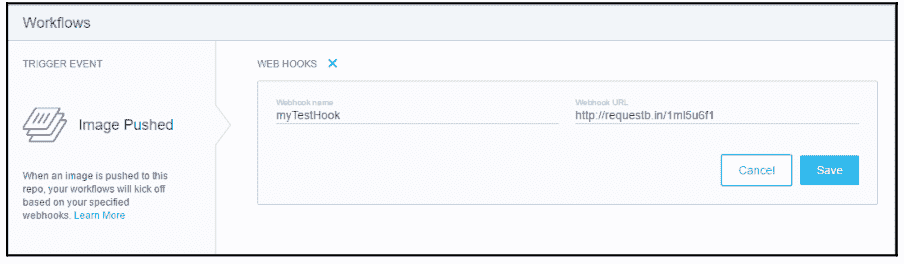 Workflows
TRIGGER EVENT
Image Pushed
When an image is pushed to this
repo, your workflows will kick off
based on your specified
webhooks. Learn More
WEB HOOKS ✕
Webhook name
myTestHook
Webhook URL
http://requestb.in/1ml5u6f1
Cancel
Save